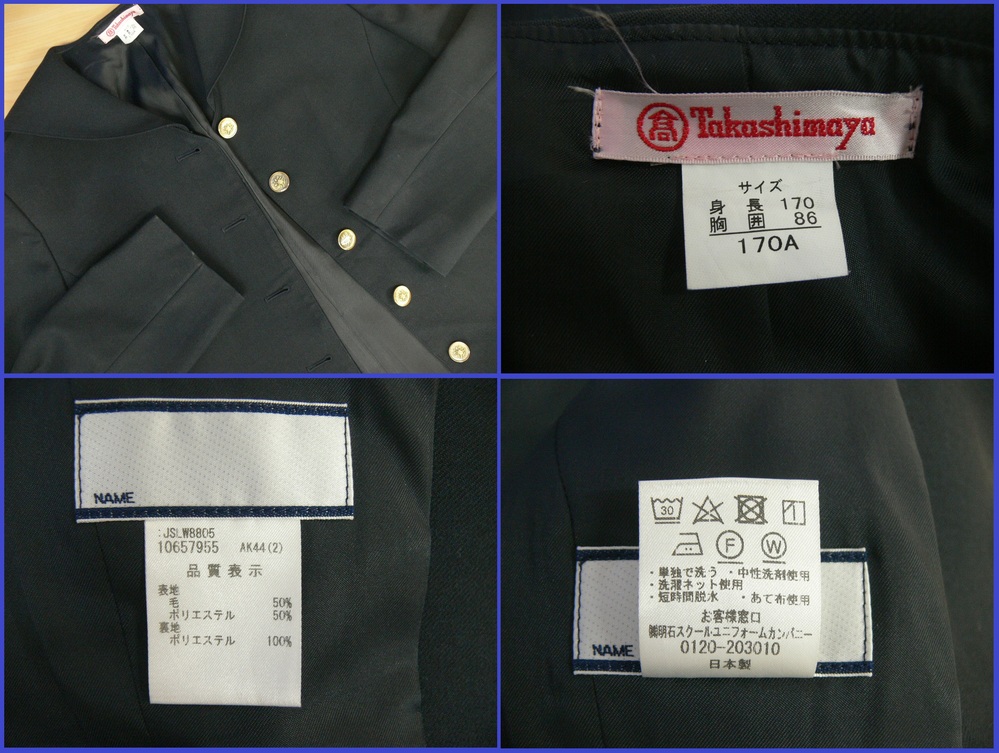 Takashimaya
髙 Takashimaya
サイズ
身長 170
胸囲 86
170A
NAME
:JSLW8805
10657955 AK44(2)
品質表示
表地
毛 50%
ポリエステル 50%
裏地
ポリエステル 100%
30
F W
・単独で洗う ・中性洗剤使用
・洗濯ネット使用
・短時間脱水 ・あて布使用
お客様窓口
㈱明石スクールユニフォームカンパニー
0120-203010
日本製
NAME